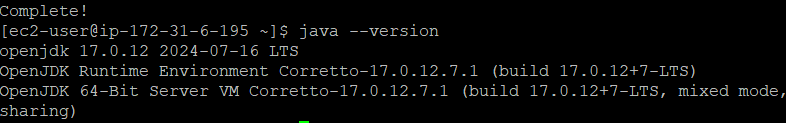 Complete!
[ec2-user@ip-172-31-6-195 ~]$ java --version
openjdk 17.0.12 2024-07-16 LTS
OpenJDK Runtime Environment Corretto-17.0.12.7.1 (build 17.0.12+7-LTS)
OpenJDK 64-Bit Server VM Corretto-17.0.12.7.1 (build 17.0.12+7-LTS, mixed mode,
sharing)